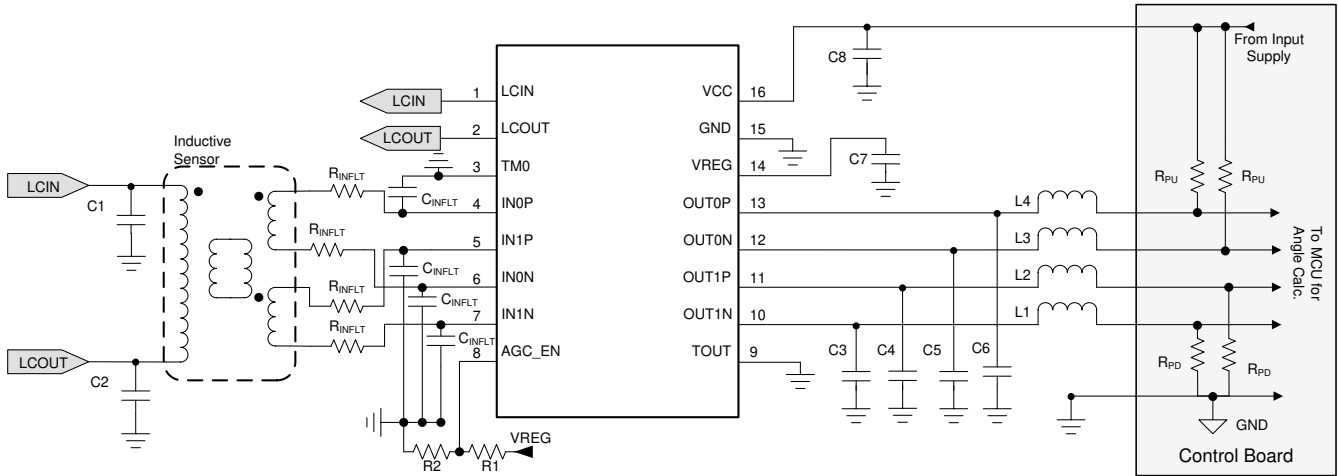 Control Board
From Input
Supply
R_PU
R_PU
To MCU for
Angle Calc.
R_PD
R_PD
GND
C8
C7
L4
L3
L2
L1
C3
C4
C5
C6
LCIN
LCOUT
1
2
3
4
5
6
7
8
LCIN
LCOUT
TM0
IN0P
IN1P
IN0N
IN1N
AGC_EN
VCC
GND
VREG
OUT0P
OUT0N
OUT1P
OUT1N
TOUT
16
15
14
13
12
11
10
9
Inductive
Sensor
LCIN
C1
LCOUT
C2
R_INFLT
R_INFLT
R_INFLT
R_INFLT
C_INFLT
C_INFLT
C_INFLT
C_INFLT
VREG
R2
R1